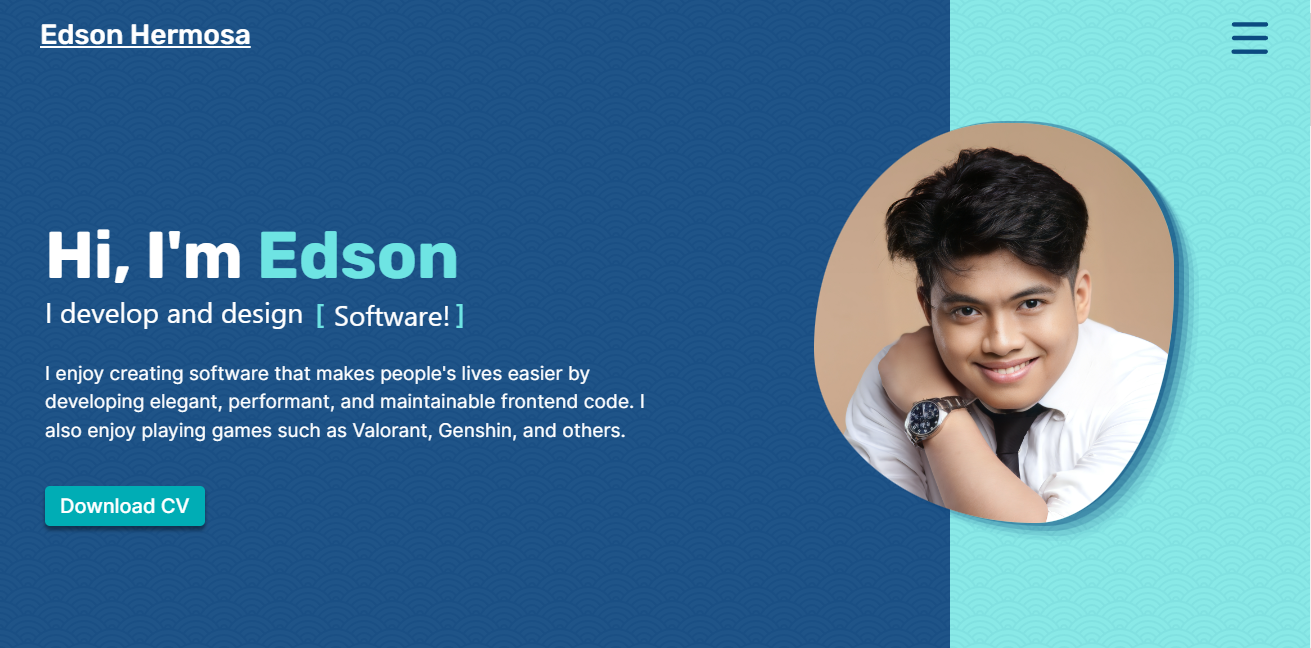 Edson Hermosa
Hi, I'm Edson
I develop and design [ Software! ]
I enjoy creating software that makes people's lives easier by
developing elegant, performant, and maintainable frontend code. I
also enjoy playing games such as Valorant, Genshin, and others.
Download CV